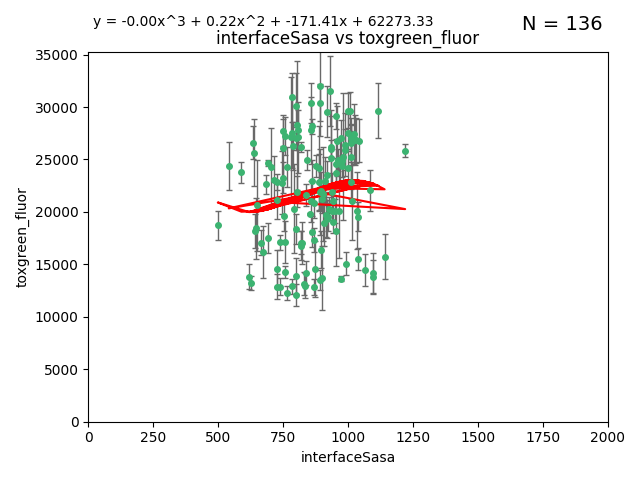 y = -0.00x^3 + 0.22x^2 + -171.41x + 62273.33
N = 136
interfaceSasa vs toxgreen_fluor
35000
30000
25000
20000
15000
10000
5000
0
toxgreen_fluor
0 250 500 750 1000 1250 1500 1750 2000
interfaceSasa